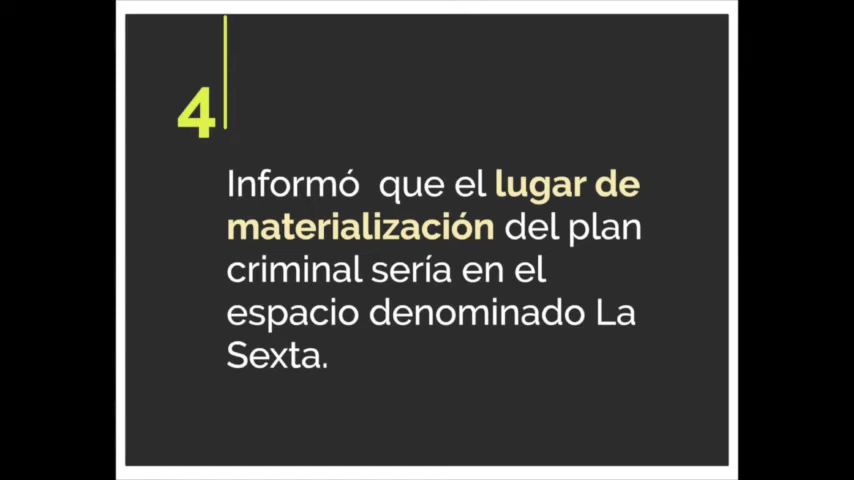 4
Informó que el lugar de
materialización del plan
criminal sería en el
espacio denominado La
Sexta.